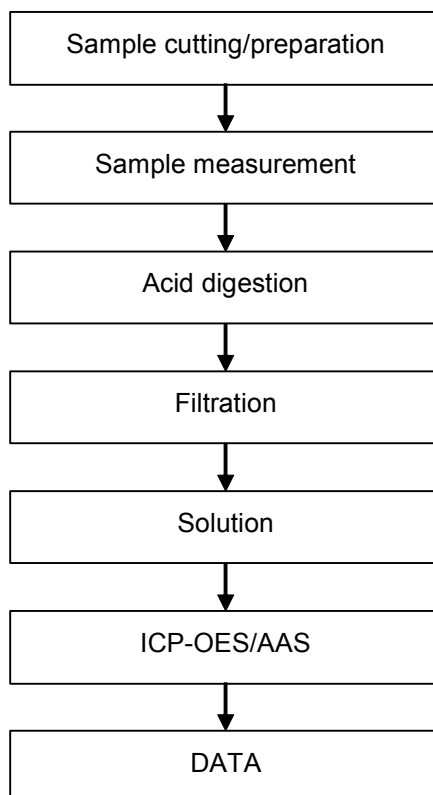 Sample cutting/preparation
Sample measurement
Acid digestion
Filtration
Solution
ICP-OES/AAS
DATA